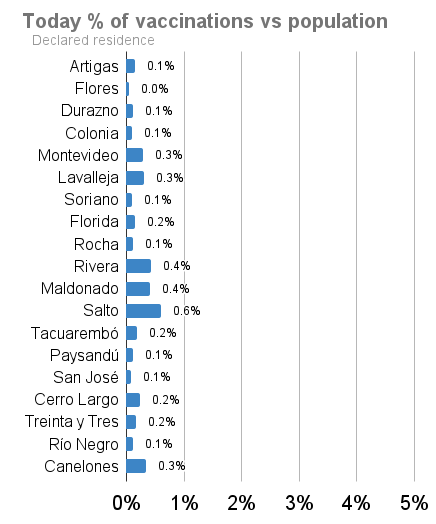 Today % of vaccinations vs population
Declared residence
Artigas 0.1%
Flores 0.0%
Durazno 0.1%
Colonia 0.1%
Montevideo 0.3%
Lavalleja 0.3%
Soriano 0.1%
Florida 0.2%
Rocha 0.1%
Rivera 0.4%
Maldonado 0.4%
Salto 0.6%
Tacuarembó 0.2%
Paysandú 0.1%
San José 0.1%
Cerro Largo 0.2%
Treinta y Tres 0.2%
Río Negro 0.1%
Canelones 0.3%
0% 1% 2% 3% 4% 5%